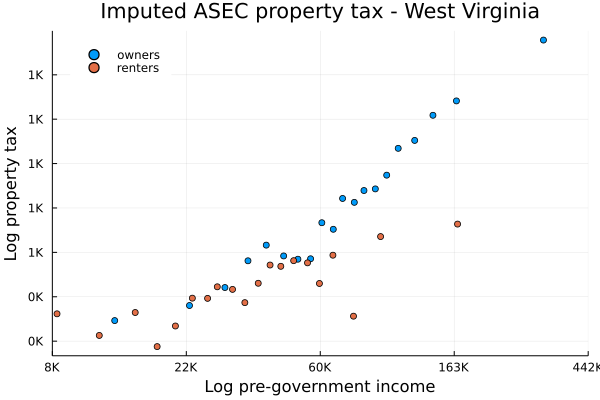 Imputed ASEC property tax - West Virginia
owners
renters
1K
1K
1K
1K
1K
0K
0K
Log property tax
8K
22K
60K
163K
442K
Log pre-government income